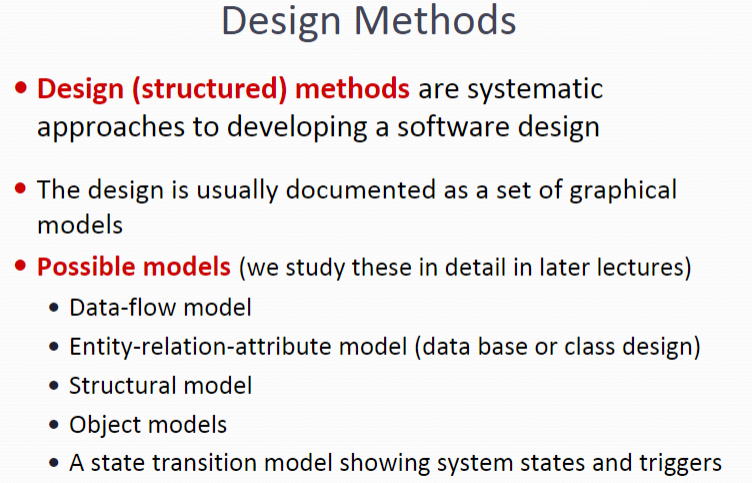 Design Methods
• Design (structured) methods are systematic
approaches to developing a software design
• The design is usually documented as a set of graphical
models
• Possible models (we study these in detail in later lectures)
• Data-flow model
• Entity-relation-attribute model (data base or class design)
• Structural model
• Object models
• A state transition model showing system states and triggers